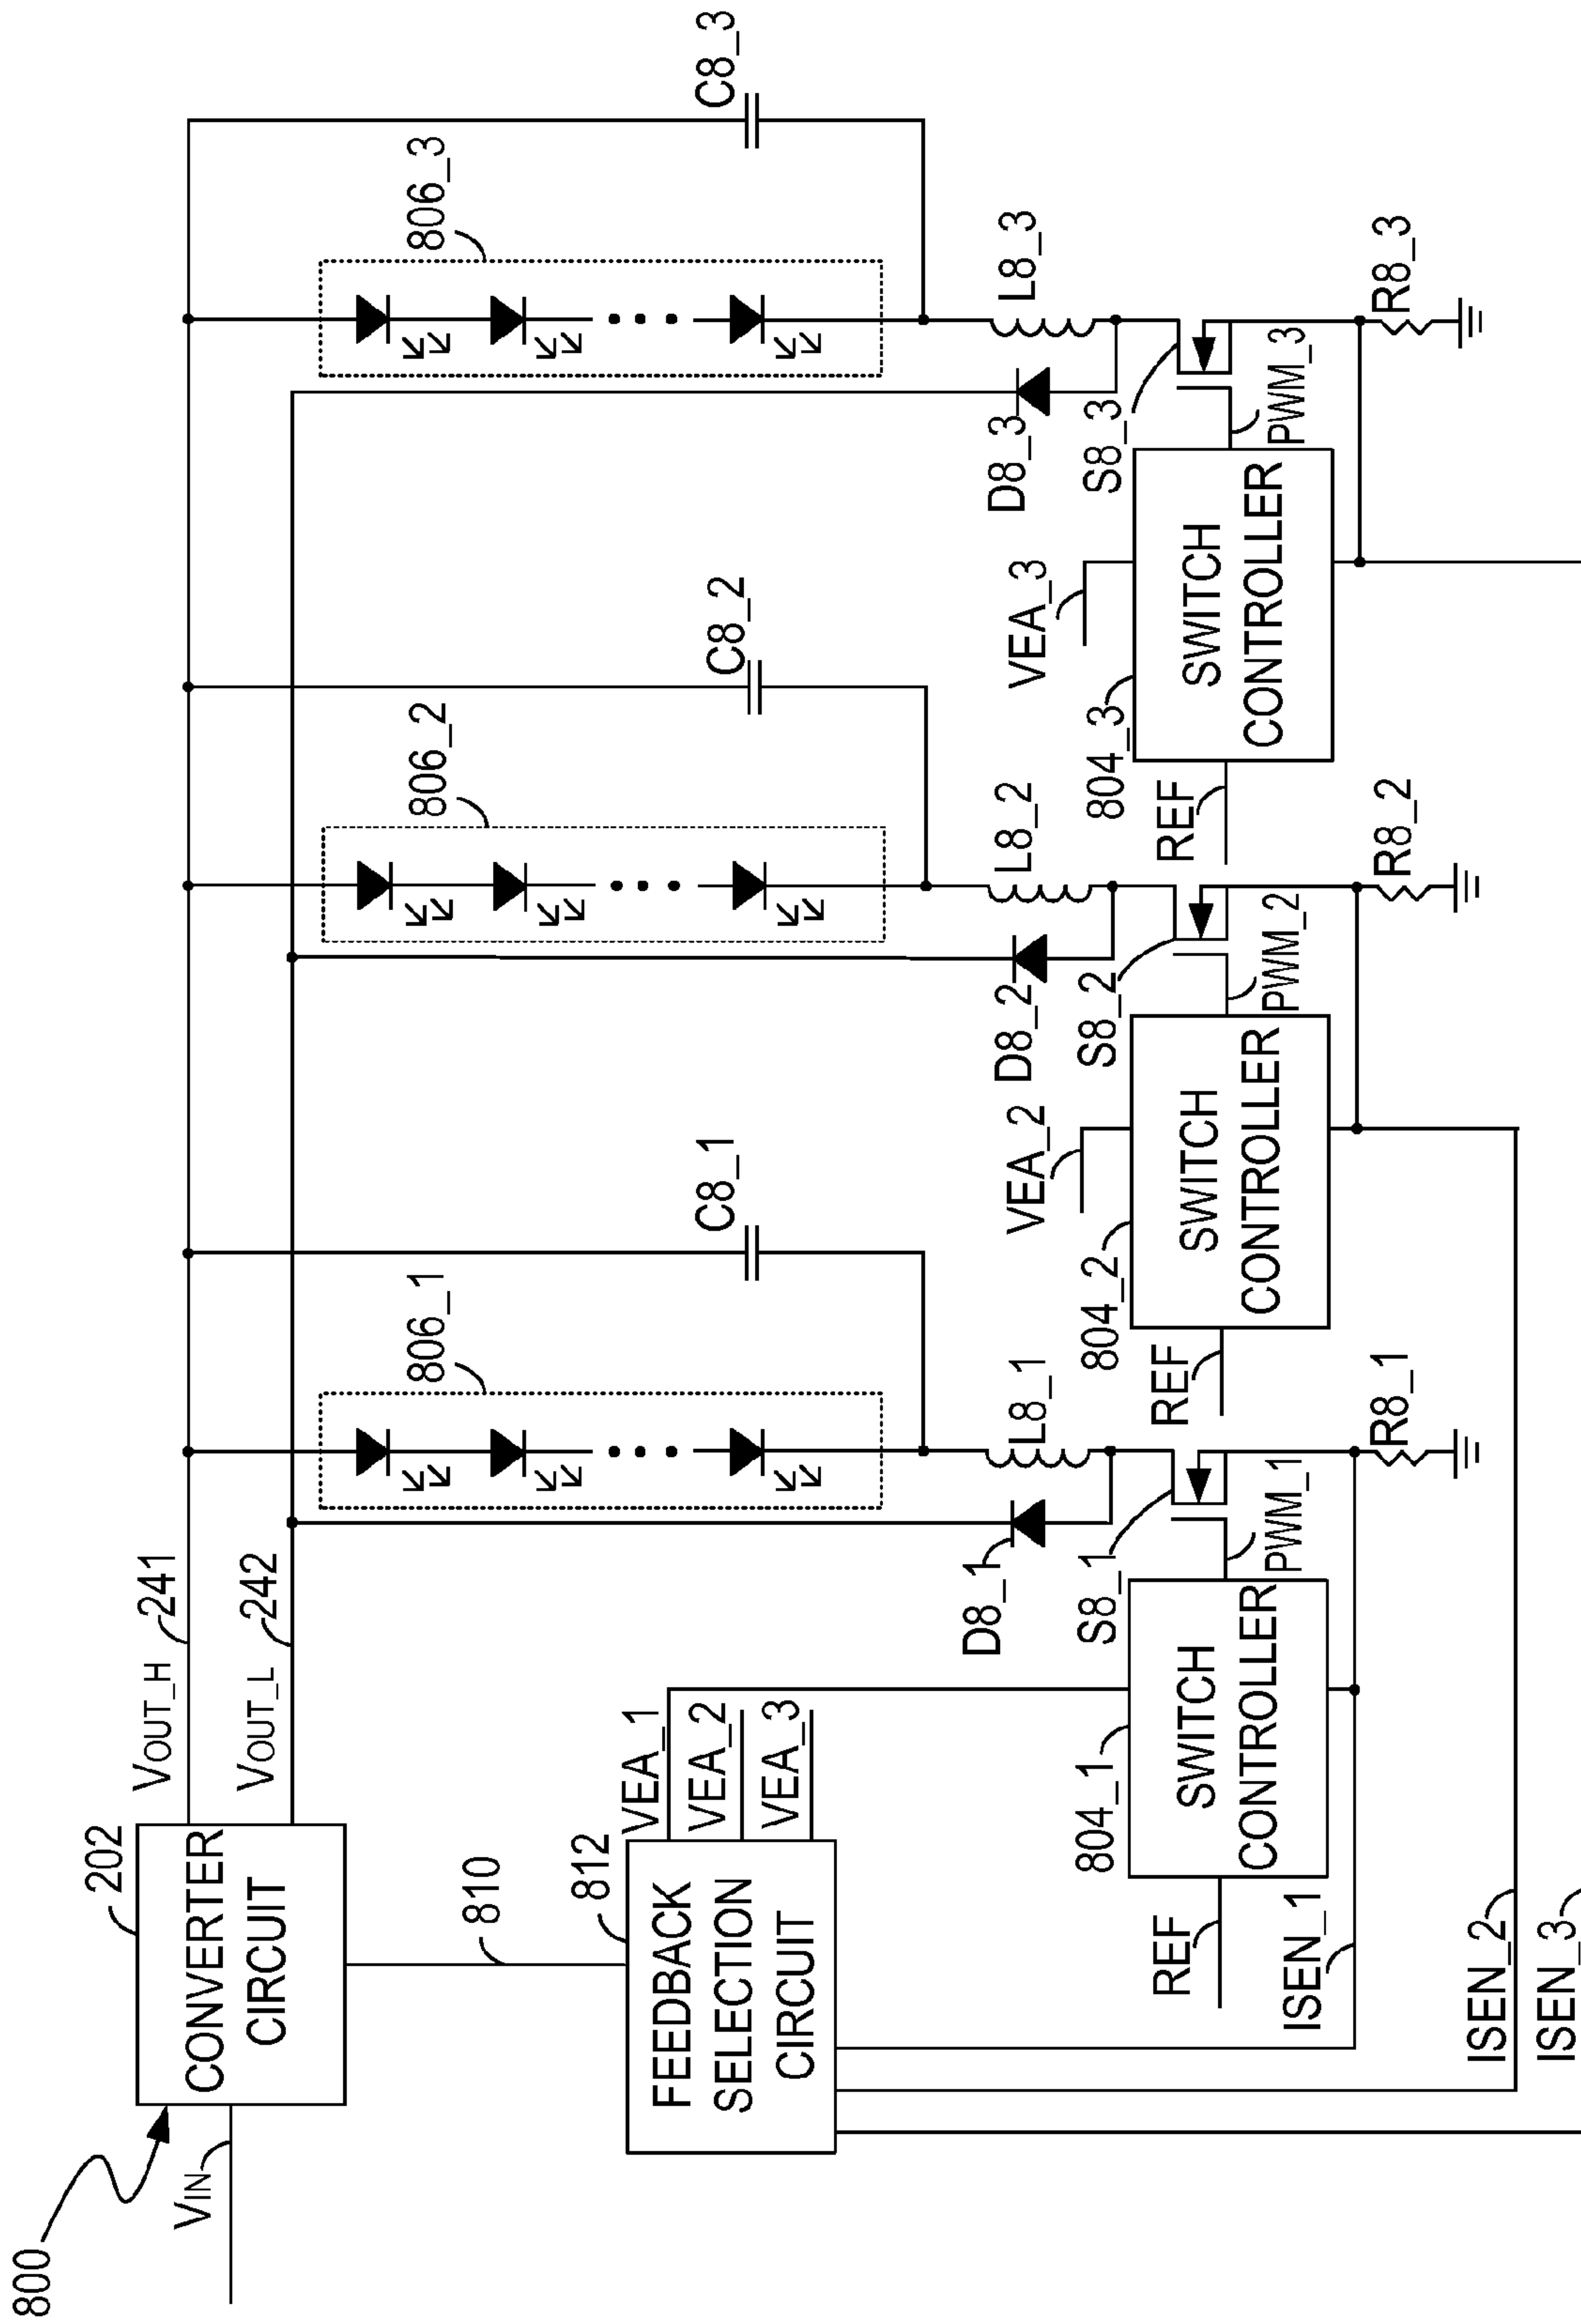 800
VIN
202
CONVERTER
CIRCUIT
VOUT_H
241
VOUT_L
242
810
812
FEEDBACK
SELECTION
CIRCUIT
VEA_1
VEA_2
VEA_3
806_1
C8_1
806_2
C8_2
806_3
C8_3
D8_1
L8_1
D8_2
L8_2
D8_3
L8_3
804_1
SWITCH
CONTROLLER
REF
S8_1
PWM_1
R8_1
ISEN_1
VEA_2
804_2
SWITCH
CONTROLLER
REF
S8_2
PWM_2
R8_2
ISEN_2
VEA_3
804_3
SWITCH
CONTROLLER
REF
S8_3
PWM_3
R8_3
ISEN_3